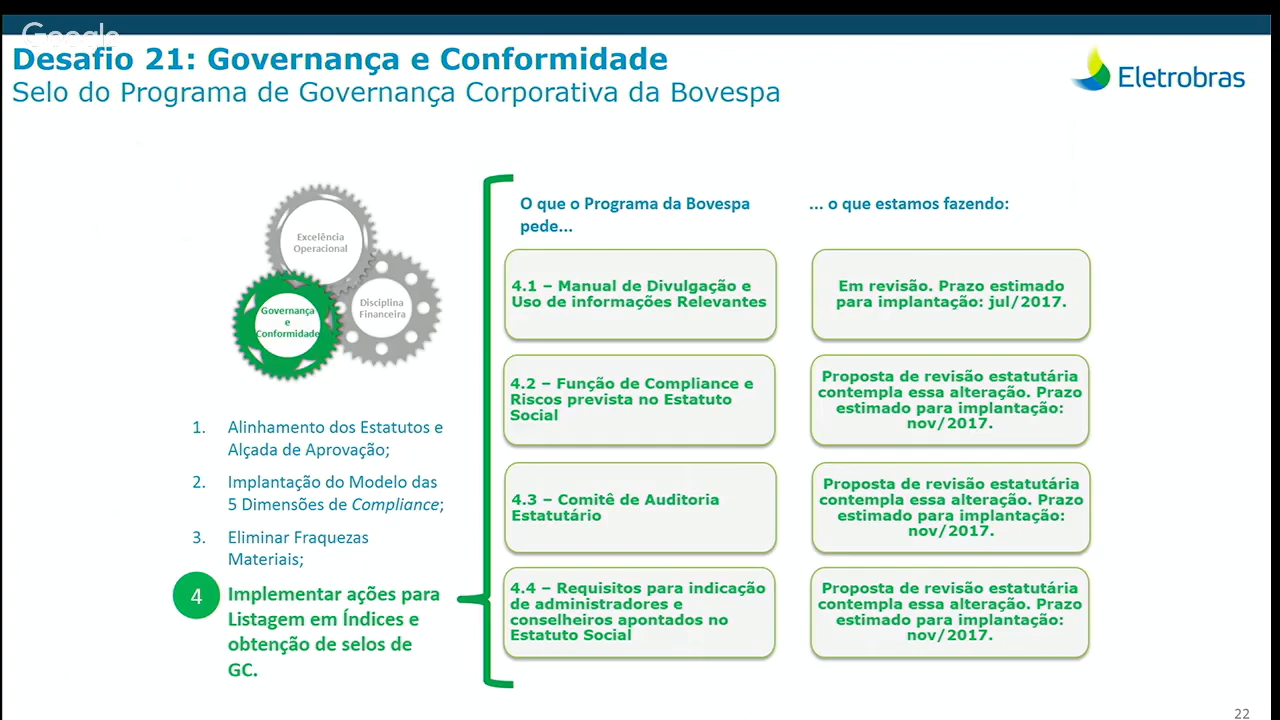 Google
Desafio 21: Governança e Conformidade
Selo do Programa de Governança Corporativa da Bovespa
Eletrobras
Excelência
Operacional
Disciplina
Financeira
Governança
e
Conformidade
1. Alinhamento dos Estatutos e
Alçada de Aprovação;
2. Implantação do Modelo das
5 Dimensões de Compliance;
3. Eliminar Fraquezas
Materiais;
4 Implementar ações para
Listagem em Índices e
obtenção de selos de
GC.
O que o Programa da Bovespa
pede...
... o que estamos fazendo:
4.1 – Manual de Divulgação e
Uso de informações Relevantes
Em revisão. Prazo estimado
para implantação: jul/2017.
4.2 – Função de Compliance e
Riscos prevista no Estatuto
Social
Proposta de revisão estatutária
contempla essa alteração. Prazo
estimado para implantação:
nov/2017.
4.3 – Comitê de Auditoria
Estatutário
Proposta de revisão estatutária
contempla essa alteração. Prazo
estimado para implantação:
nov/2017.
4.4 – Requisitos para indicação
de administradores e
conselheiros apontados no
Estatuto Social
Proposta de revisão estatutária
contempla essa alteração. Prazo
estimado para implantação:
nov/2017.
22